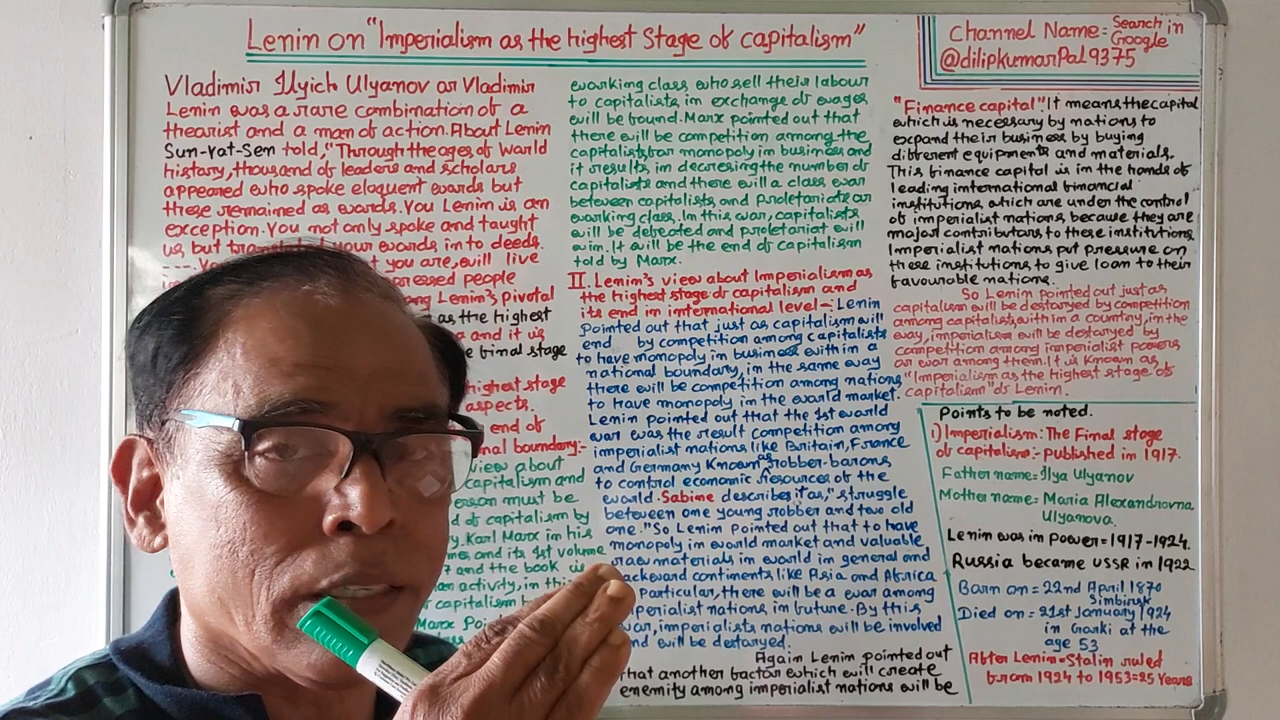 Lenin on "Imperialism as the highest Stage of capitalism"
Channel Name:= Search in
Google
@dilipkumarPal9375
Vladimir Ilyich Ulyanov or Vladimir
Lenin was a rare combination of a
theorist and a man of action. About Lenin
Sun-Yat-Sen told, "Through the ages of world
history, thousand of leaders and scholars
appeared who spoke eloquent words but
these remained as words. You Lenin is an
exception. You not only spoke and taught
us but translated your words in to deeds.
you are, will live
pressed people
Lenin's pivotal
as the highest
and it is
final stage
highest stage
aspects.
end of
nal boundary:-
view about
capitalism and
erson must be
d of capitalism by
y. Karl Marx in his
mes and its 1st volume
and the book is
an activity, in this
capitalism
Marx Poin
working class who sell their labour
to capitalists in exchange of wages
will be found. Marx pointed out that
there will be competition among the
capitalists for monopoly in business and
it results in decresing the number of
capitalists and there will a class war
between capitalists and proletariate or
working class. In this war, capitalists
will be defeated and proletariat will
win. It will be the end of capitalism
told by Marx.
II. Lenin's view about Imperialism as
the highest stage of capitalism and
its end in international level:- Lenin
pointed out that just as capitalism will
end by competition among capitalists
to have monopoly in business within a
national boundary, in the same way
there will be competition among nations
to have monopoly in the world market.
Lenin pointed out that the 1st world
war was the result competition among
imperialist nations like Britain, France
and Germany Known as robber-barons
to control economic resources of the
world. Sabine describes it as, "struggle
between one young robber and two old
one." So Lenin pointed out that to have
monopoly in world market and valuable
raw materials in world in general and
backward continents like Asia and Africa
Particular, there will be a war among
mperialist nations in future. By this
war, imperialists nations will be involved
nd will be destaryed.
Again Lenin pointed out
that another factor which will create
enemity among imperialist nations will be
"Finance capital". It means the capital
which is necessary by nations to
expand their business by buying
different equipments and materials.
This finance capital is in the hands of
leading international financial
institutions which are under the control
of imperialist nations because they are
major contributors to these institutions.
Imperialist nations put pressure on
these institutions to give loan to their
favourable nations.
So Lenin pointed out just as
capitalism will be destaryed by competition
among capitalists within a country, in the
way, imperialism will be destaryed by
competition among imperialist powers
or war among them. It is Known as
"Imperialism as the highest stage of
capitalism" of Lenin.
Points to be noted.
i) Imperialism: The Final stage
of capitalism:- published in 1917.
Father name= Ilya Ulyanov
Mother name= Maria Alexandrovna
Ulyanova.
Lenin was in Power= 1917-1924.
Russia became USSR in 1922
Born on= 22nd April 1870
Simbirsk
Died on= 21st January 1924
in Gorki at the
age 53
After Lenin= Stalin ruled
from 1924 to 1953=25 Years